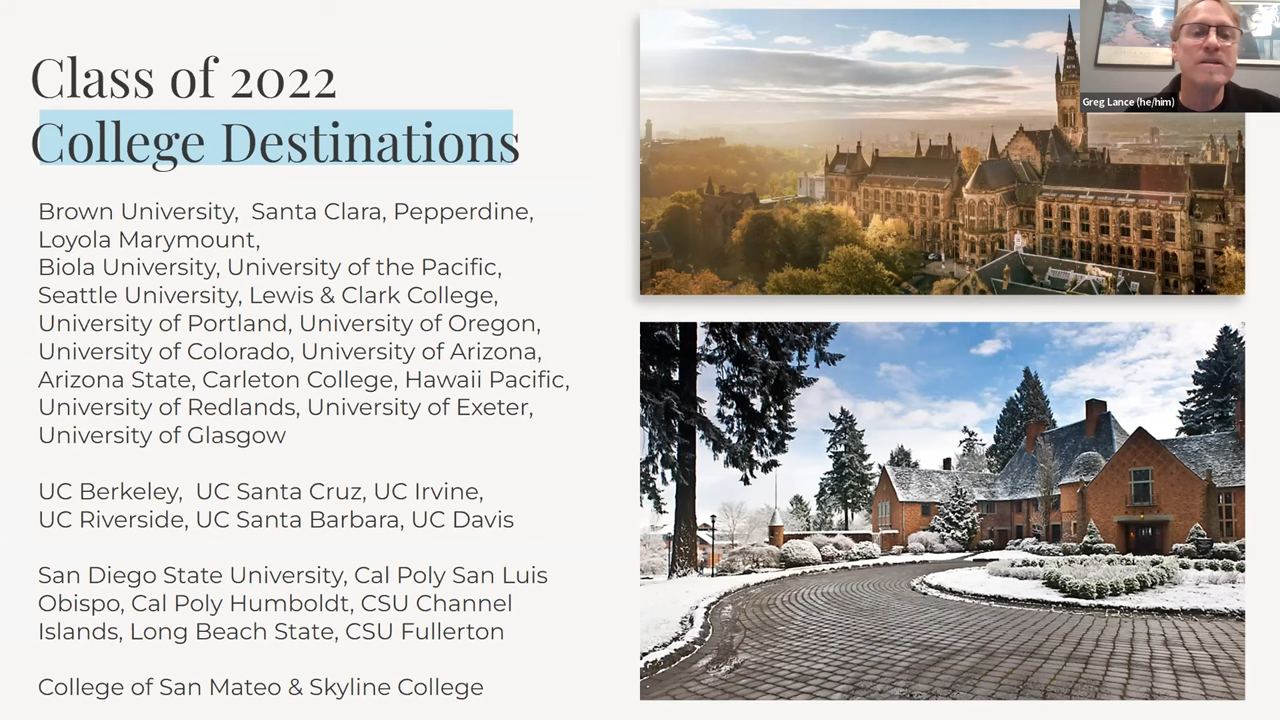 Class of 2022
College Destinations
Brown University,  Santa Clara, Pepperdine,
Loyola Marymount,
Biola University, University of the Pacific,
Seattle University, Lewis & Clark College,
University of Portland, University of Oregon,
University of Colorado, University of Arizona,
Arizona State, Carleton College, Hawaii Pacific,
University of Redlands, University of Exeter,
University of Glasgow
UC Berkeley,  UC Santa Cruz, UC Irvine,
UC Riverside, UC Santa Barbara, UC Davis
San Diego State University, Cal Poly San Luis
Obispo, Cal Poly Humboldt, CSU Channel
Islands, Long Beach State, CSU Fullerton
College of San Mateo & Skyline College
Greg Lance (he/him)